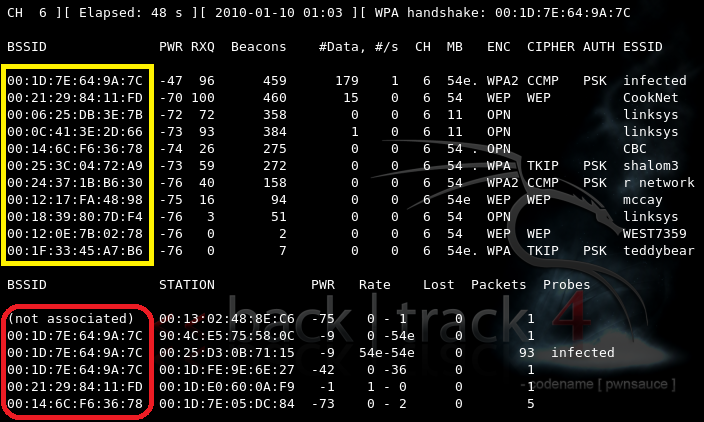 CH  6 ][ Elapsed: 48 s ][ 2010-01-10 01:03 ][ WPA handshake: 00:1D:7E:64:9A:7C
BSSID              PWR RXQ  Beacons    #Data, #/s  CH  MB   ENC  CIPHER AUTH ESSID
00:1D:7E:64:9A:7C  -47  96      459      179    1   6  54e. WPA2 CCMP   PSK  infected
00:21:29:84:11:FD  -70 100      460       15    0   6  54   WEP  WEP         CookNet
00:06:25:DB:3E:7B  -72  72      358        0    0   6  11   OPN              linksys
00:0C:41:3E:2D:66  -73  93      384        1    0   6  11   OPN              linksys
00:14:6C:F6:36:78  -74  26      275        0    0   6  54 . OPN              CBC
00:25:3C:04:72:A9  -73  59      272        0    0   6  54 . WPA  TKIP   PSK  shalom3
00:24:37:1B:B6:30  -76  40      158        0    0   6  54   WPA2 CCMP   PSK  r network
00:12:17:FA:48:98  -75  16       94        0    0   6  54e  WEP  WEP         mccay
00:18:39:80:7D:F4  -76   3       51        0    0   6  54   OPN              linksys
00:12:0E:7B:02:78  -76   0        2        0    0   6  54   WEP  WEP         WEST7359
00:1F:33:45:A7:B6  -76   0        7        0    0   6  54e. WPA  TKIP   PSK  teddybear
BSSID              STATION            PWR   Rate    Lost  Packets  Probes
(not associated)   00:13:02:48:8E:C6  -75    0 - 1      0        1
00:1D:7E:64:9A:7C  90:4C:E5:75:58:0C  -9     0 -54e     0        1
00:1D:7E:64:9A:7C  00:25:D3:0B:71:15  -9    54e-54e     0       93  infected
00:1D:7E:64:9A:7C  00:1D:FE:9E:6E:27  -42    0 -36      0        1
00:21:29:84:11:FD  00:1D:E0:60:0A:F9  -1     1 - 0      0        1
00:14:6C:F6:36:78  00:1D:7E:05:DC:84  -73    0 - 2      0        5
back | track 4
- codename [ pwnsauce ]